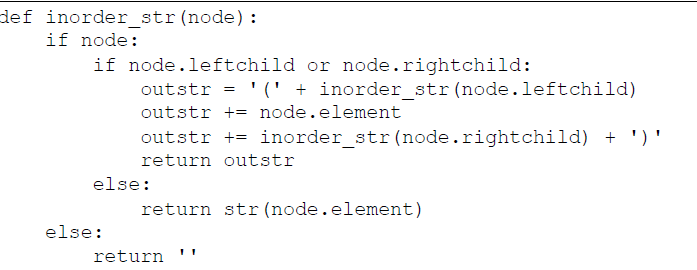 def inorder_str(node):
    if node:
        if node.leftchild or node.rightchild:
            outstr = '(' + inorder_str(node.leftchild)
            outstr += node.element
            outstr += inorder_str(node.rightchild) + ')'
            return outstr
        else:
            return str(node.element)
    else:
        return ''